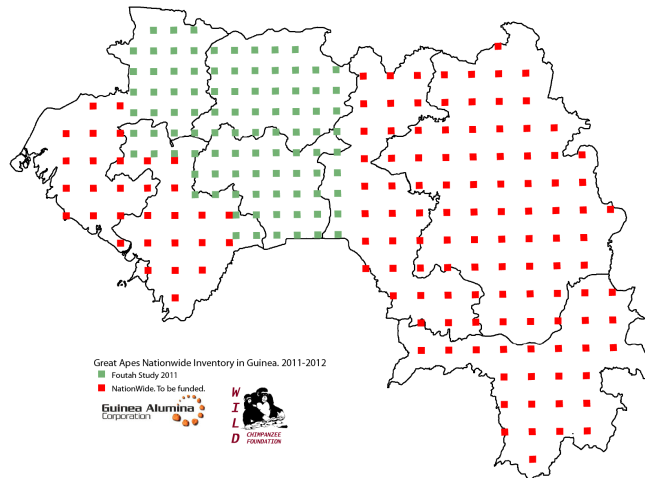 Great Apes Nationwide Inventory in Guinea. 2011-2012
Foutah Study 2011
NationWide. To be funded.
Guinea Alumina
Corporation
WILD
CHIMPANZEE
FOUNDATION